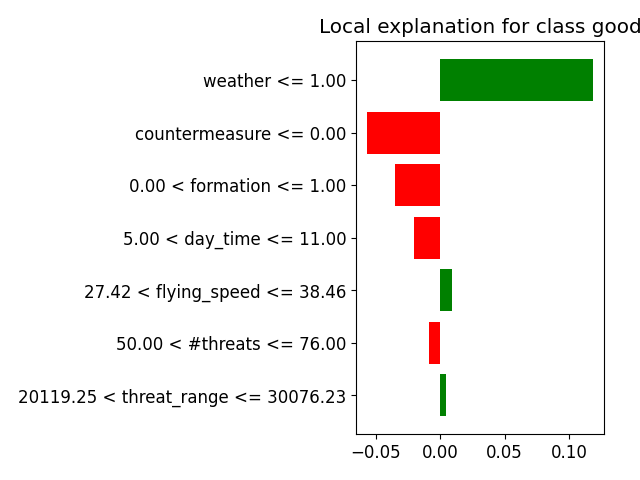 Local explanation for class good
weather <= 1.00
countermeasure <= 0.00
0.00 < formation <= 1.00
5.00 < day_time <= 11.00
27.42 < flying_speed <= 38.46
50.00 < #threats <= 76.00
20119.25 < threat_range <= 30076.23
−0.05 0.00 0.05 0.10